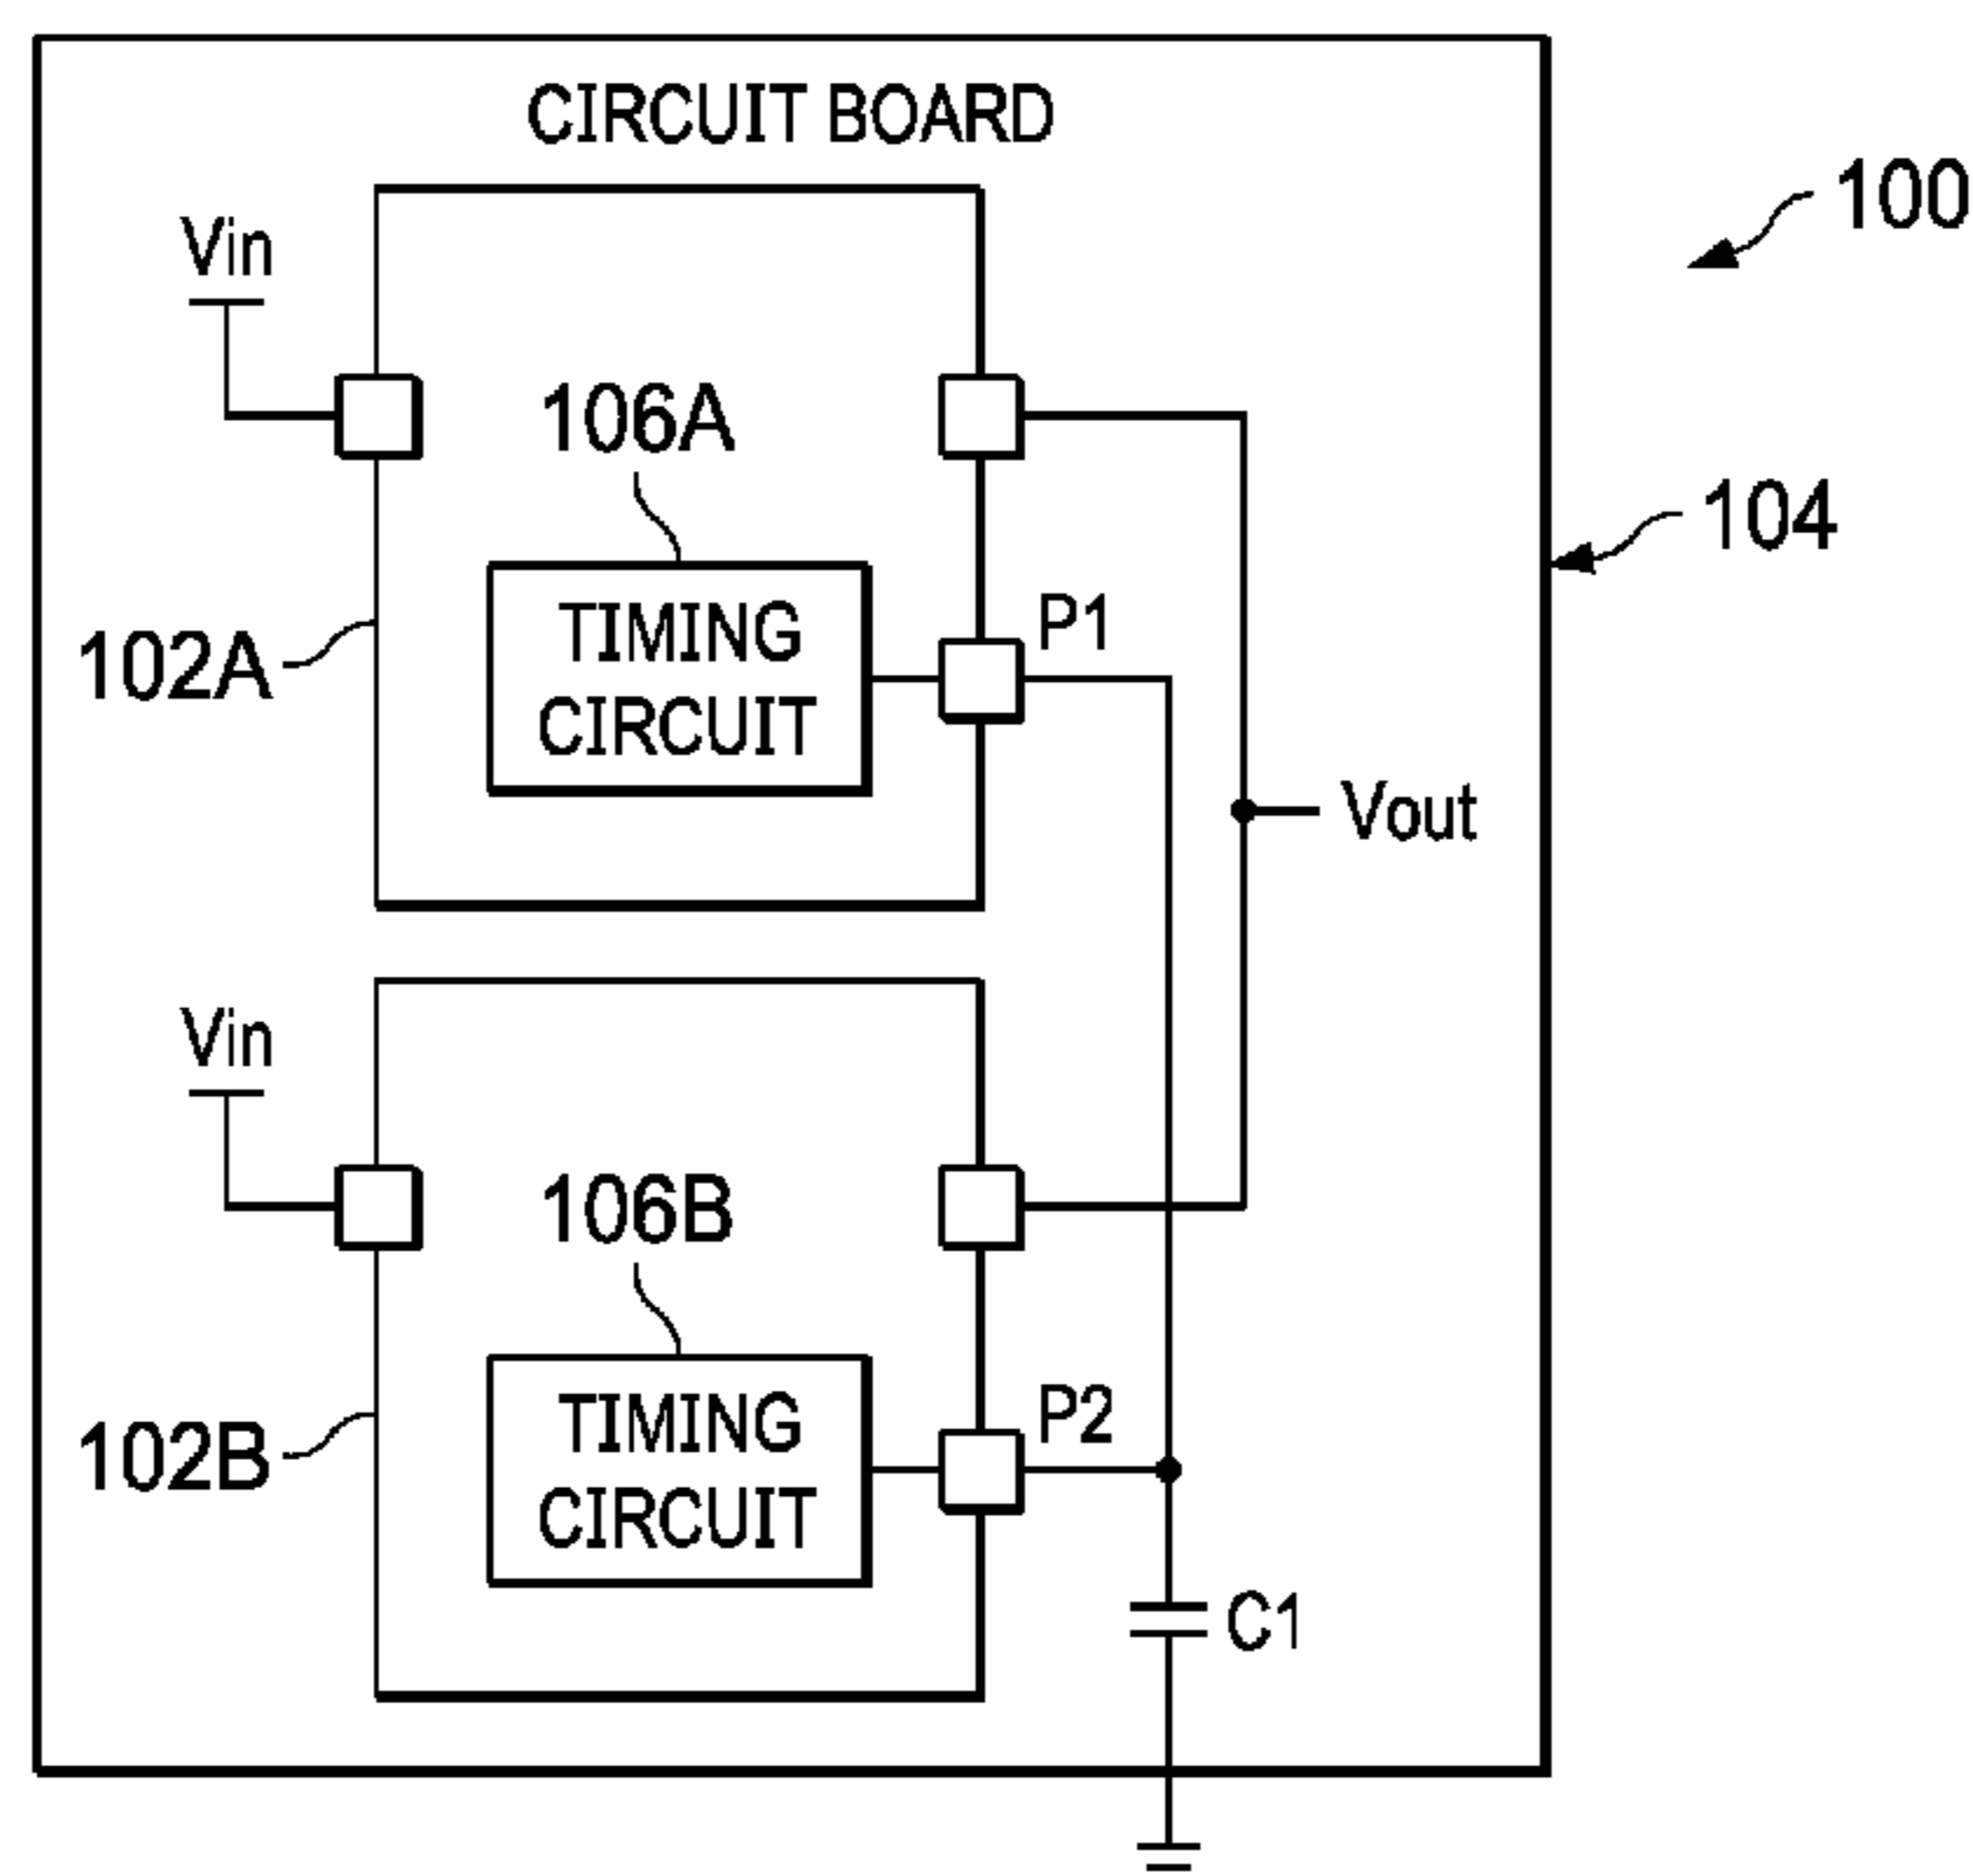 CIRCUIT BOARD
100
Vin
106A
104
TIMING
CIRCUIT
P1
102A
Vout
Vin
106B
TIMING
CIRCUIT
P2
102B
C1